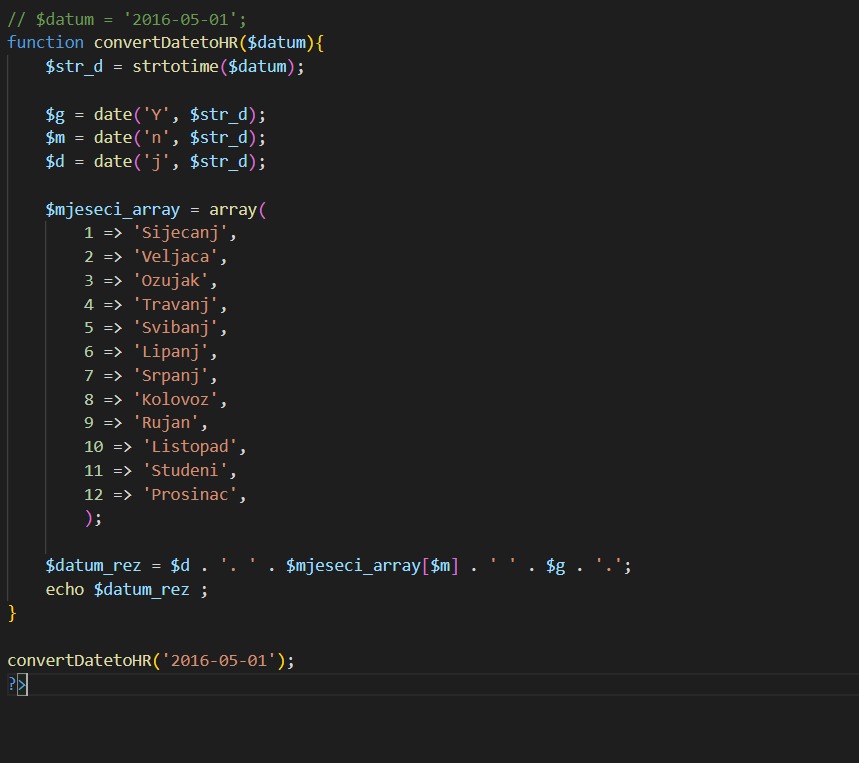 // $datum = '2016-05-01';
function convertDatetoHR($datum){
    $str_d = strtotime($datum);
    $g = date('Y', $str_d);
    $m = date('n', $str_d);
    $d = date('j', $str_d);
    $mjeseci_array = array(
        1 => 'Sijecanj',
        2 => 'Veljaca',
        3 => 'Ozujak',
        4 => 'Travanj',
        5 => 'Svibanj',
        6 => 'Lipanj',
        7 => 'Srpanj',
        8 => 'Kolovoz',
        9 => 'Rujan',
        10 => 'Listopad',
        11 => 'Studeni',
        12 => 'Prosinac',
        );
    $datum_rez = $d . '. ' . $mjeseci_array[$m] . ' ' . $g . '.';
    echo $datum_rez ;
}
convertDatetoHR('2016-05-01');
?>